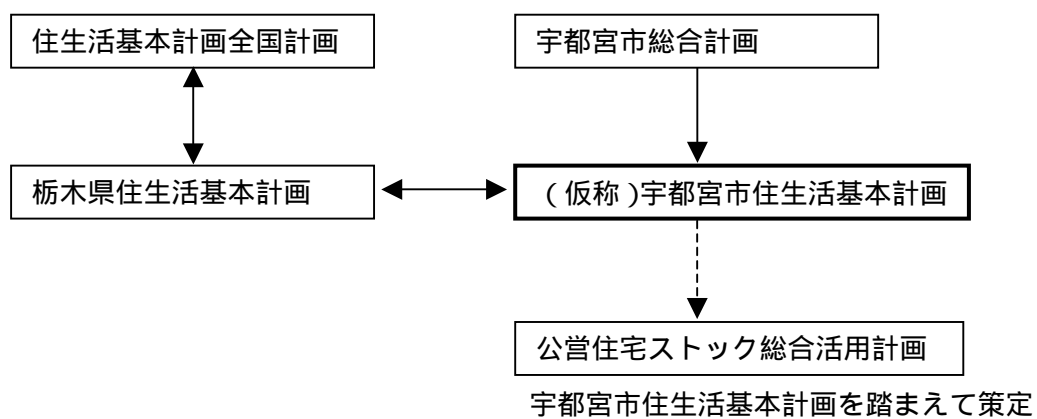 住生活基本計画全国計画
宇都宮市総合計画
栃木県住生活基本計画
(仮称)宇都宮市住生活基本計画
公営住宅ストック総合活用計画
宇都宮市住生活基本計画を踏まえて策定